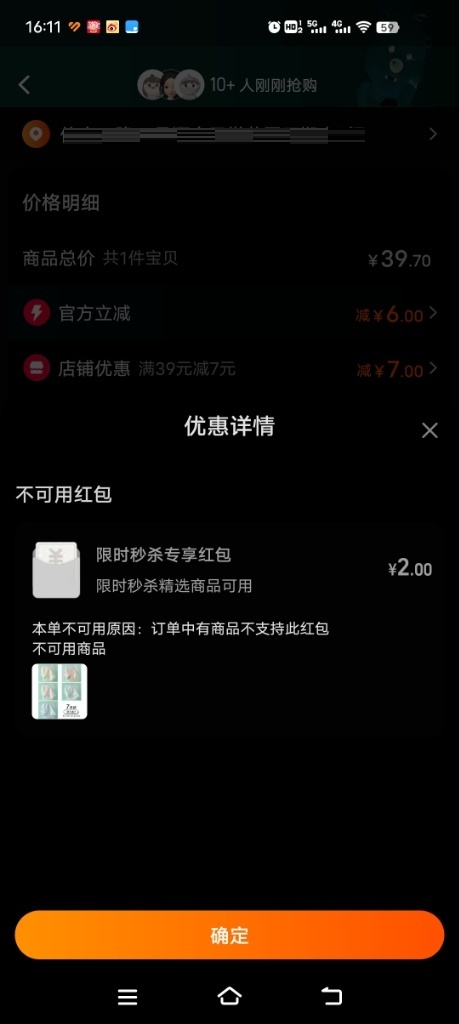 16:11
HD 1 2 5G 4G 59
10+ 人刚刚抢购
价格明细
商品总价 共1件宝贝 ¥39.70
官方立减 减¥6.00
店铺优惠 满39元减7元 减¥7.00
优惠详情
不可用红包
限时秒杀专享红包
¥2.00
限时秒杀精选商品可用
本单不可用原因：订单中有商品不支持此红包
不可用商品
确定